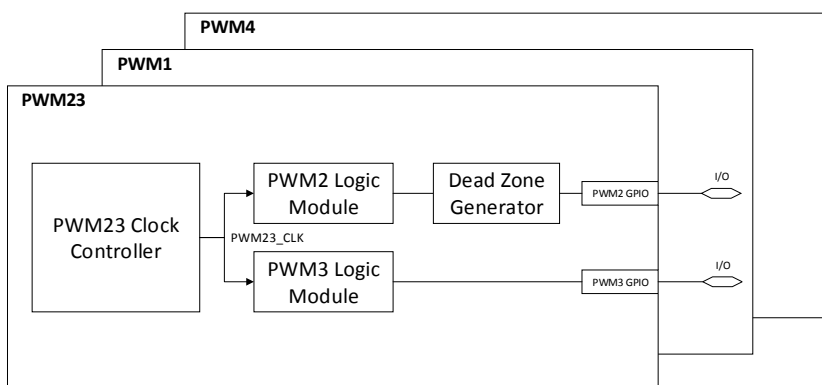 PWM4
PWM1
PWM23
PWM23 Clock
Controller
PWM23_CLK
PWM2 Logic
Module
Dead Zone
Generator
PWM2 GPIO
I/O
PWM3 Logic
Module
PWM3 GPIO
I/O